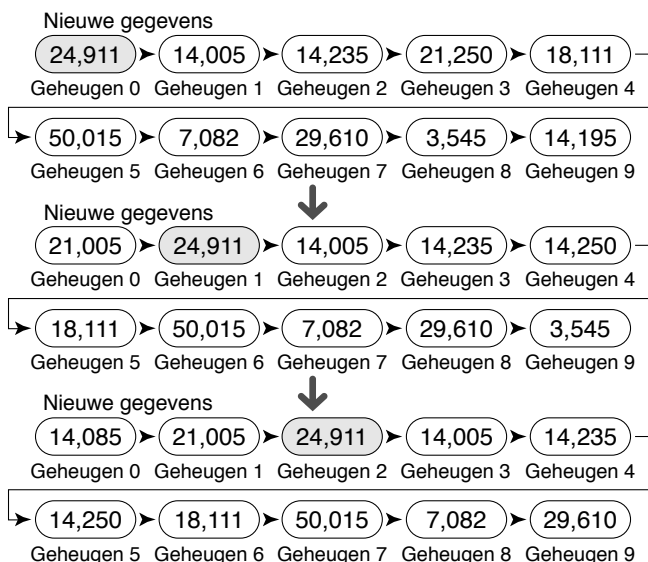 Nieuwe gegevens
24,911 14,005 14,235 21,250 18,111
Geheugen 0 Geheugen 1 Geheugen 2 Geheugen 3 Geheugen 4
50,015 7,082 29,610 3,545 14,195
Geheugen 5 Geheugen 6 Geheugen 7 Geheugen 8 Geheugen 9
Nieuwe gegevens
21,005 24,911 14,005 14,235 14,250
Geheugen 0 Geheugen 1 Geheugen 2 Geheugen 3 Geheugen 4
18,111 50,015 7,082 29,610 3,545
Geheugen 5 Geheugen 6 Geheugen 7 Geheugen 8 Geheugen 9
Nieuwe gegevens
14,085 21,005 24,911 14,005 14,235
Geheugen 0 Geheugen 1 Geheugen 2 Geheugen 3 Geheugen 4
14,250 18,111 50,015 7,082 29,610
Geheugen 5 Geheugen 6 Geheugen 7 Geheugen 8 Geheugen 9